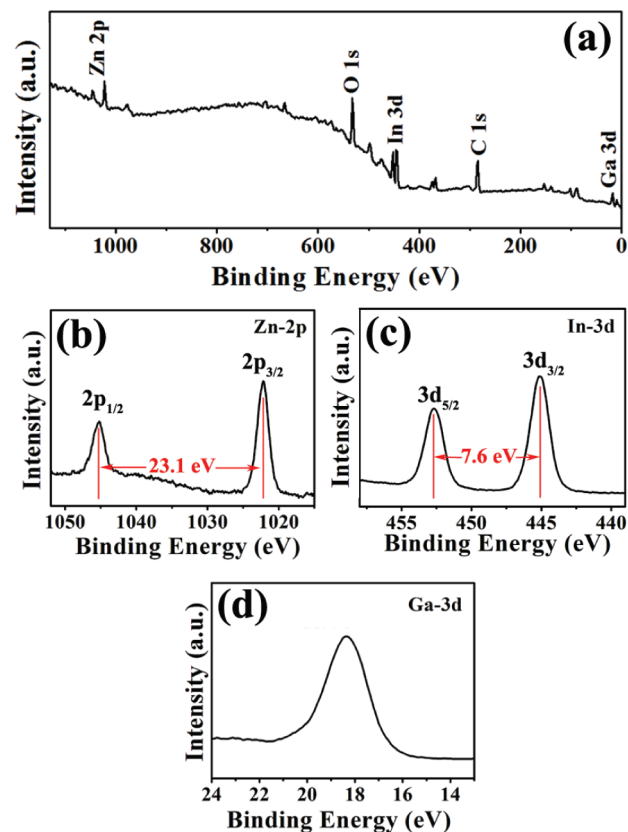 (a)
Zn 2p
O 1s
In 3d
C 1s
Ga 3d
Intensity (a.u.)
1000 800 600 400 200 0
Binding Energy (eV)
(b)
Zn-2p
2p1/2
2p3/2
23.1 eV
Intensity (a.u.)
1050 1040 1030 1020
Binding Energy (eV)
(c)
In-3d
3d5/2
3d3/2
7.6 eV
Intensity (a.u.)
455 450 445 440
Binding Energy (eV)
(d)
Ga-3d
Intensity (a.u.)
24 22 20 18 16 14
Binding Energy (eV)